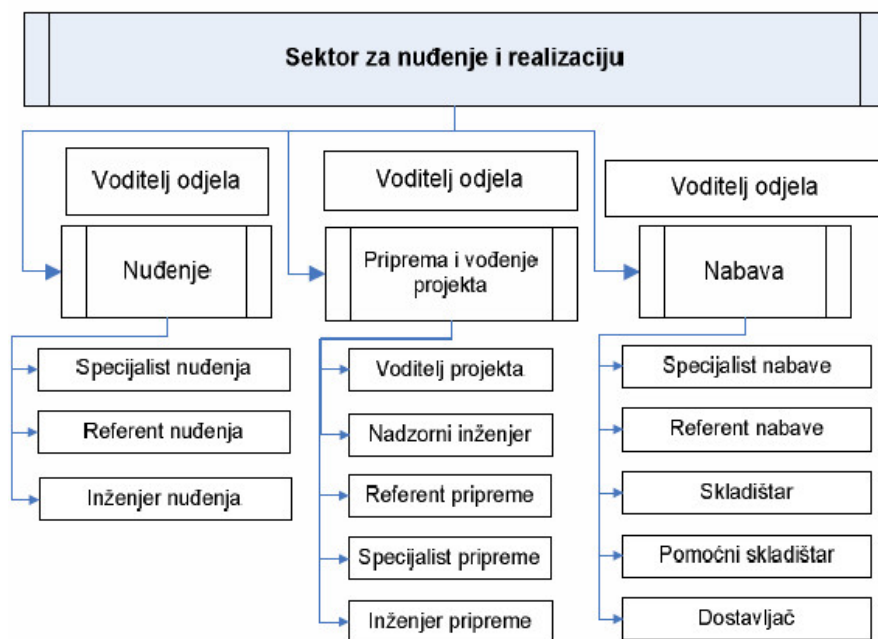 Sektor za nuđenje i realizaciju
Voditelj odjela
Nuđenje
Specijalist nuđenja
Referent nuđenja
Inženjer nuđenja
Voditelj odjela
Priprema i vođenje
projekta
Voditelj projekta
Nadzorni inženjer
Referent pripreme
Specijalist pripreme
Inženjer pripreme
Voditelj odjela
Nabava
Specijalist nabave
Referent nabave
Skladištar
Pomoćni skladištar
Dostavljač